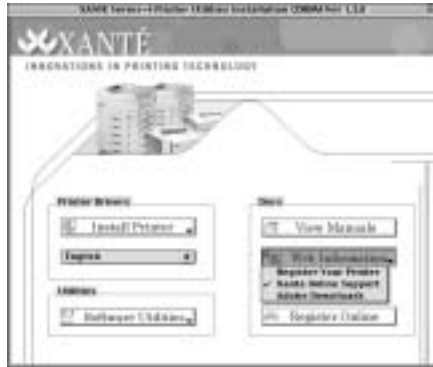 XANTÉ
INNOVATIONS IN PRINTING TECHNOLOGY
Printer Drivers
Install Printer
English
Utilities
Software Utilities
Docs
View Manuals
Web Information
Register Your Printer
Xante Online Support
Adobe Downloads
Register Online